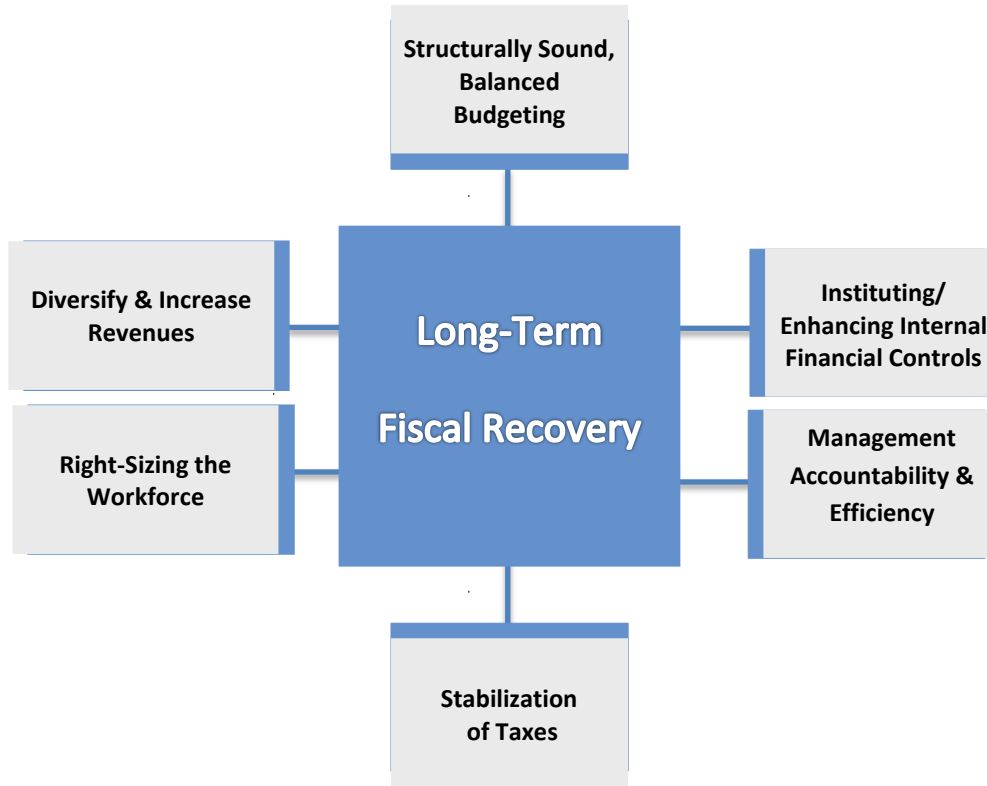 Structurally Sound,
Balanced
Budgeting
Diversify & Increase
Revenues
Long-Term
Fiscal Recovery
Instituting/
Enhancing Internal
Financial Controls
Right-Sizing the
Workforce
Management
Accountability &
Efficiency
Stabilization
of Taxes